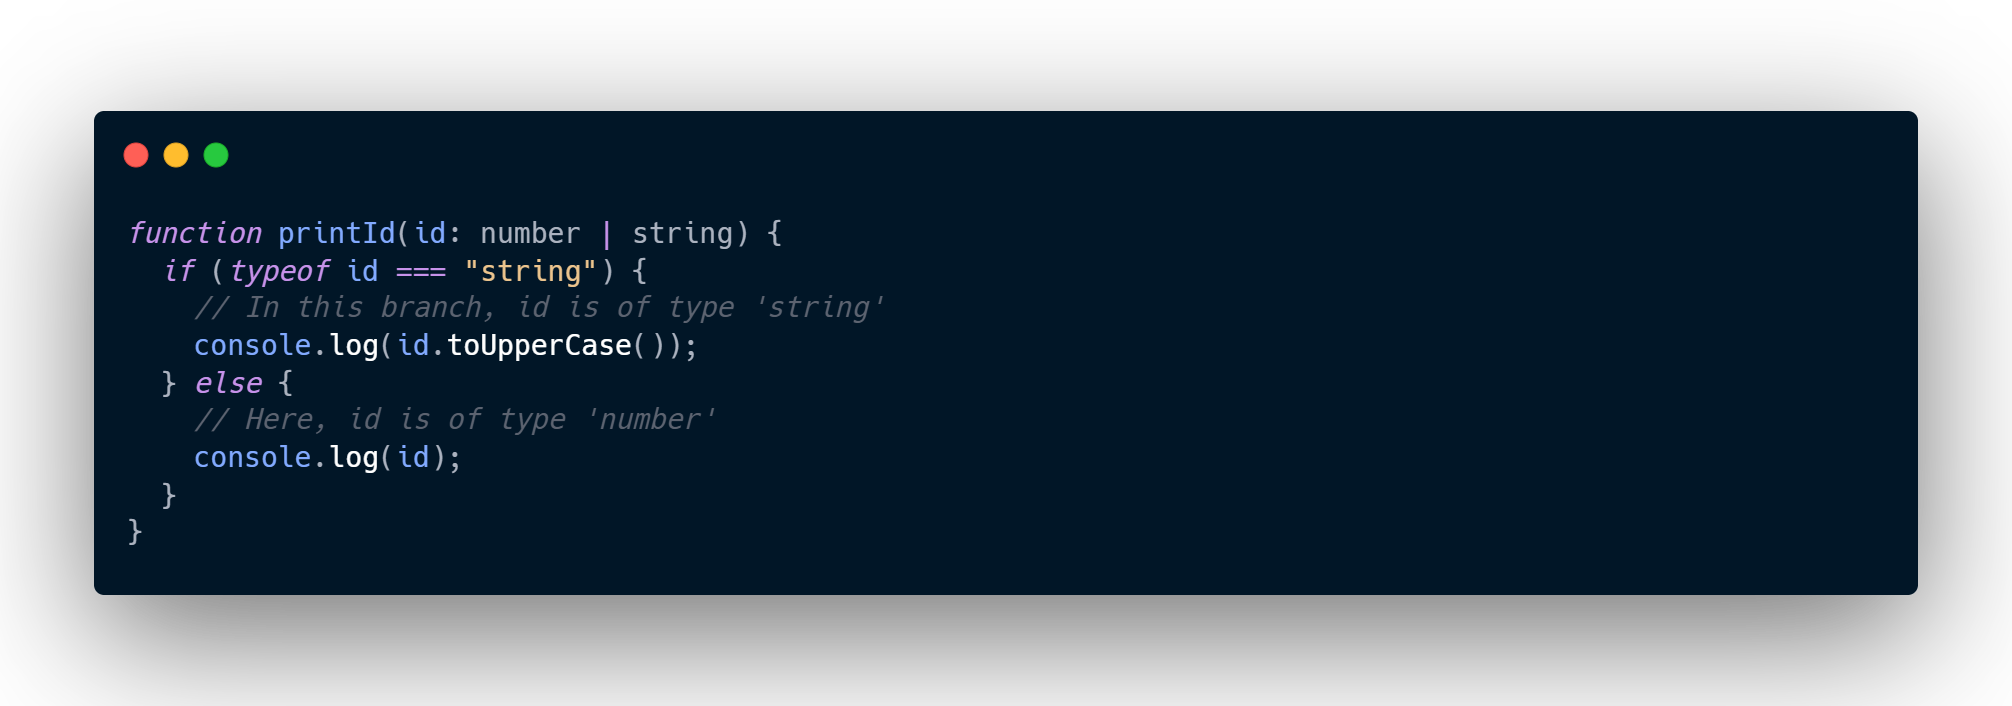 function printId(id: number | string) {
  if (typeof id === "string") {
    // In this branch, id is of type 'string'
    console.log(id.toUpperCase());
  } else {
    // Here, id is of type 'number'
    console.log(id);
  }
}